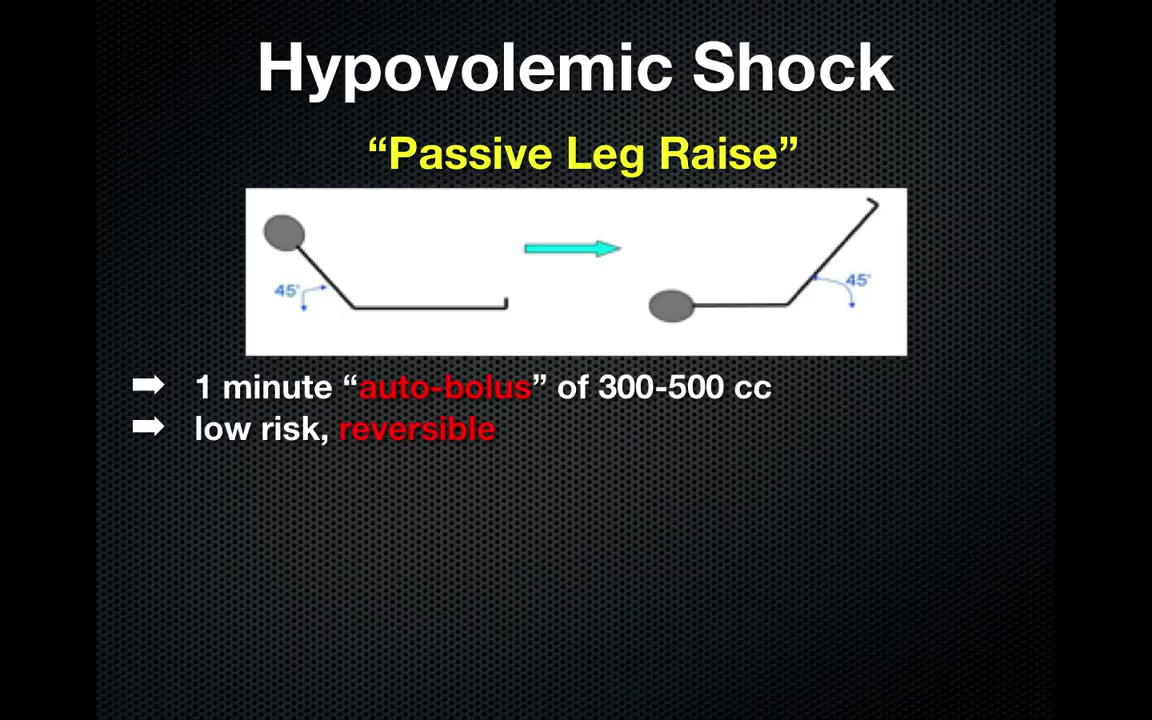 Hypovolemic Shock
“Passive Leg Raise”
45° 45°
➡ 1 minute “auto-bolus” of 300-500 cc
➡ low risk, reversible